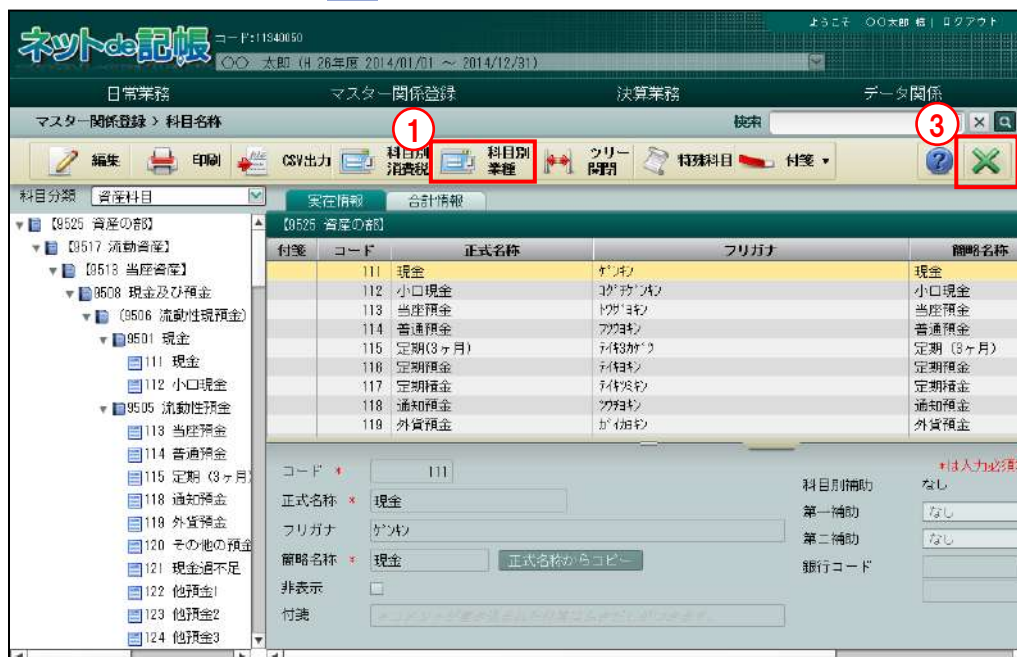 ようこそ 〇〇太郎 様 | ログアウト
ネットde記帳 コード:11940050
〇〇 太郎 (H 26年度 2014/01/01 ～ 2014/12/31)
日常業務 マスター関係登録 決算業務 データ関係
マスター関係登録 > 科目名称 検索
① ③
編集 印刷 CSV出力 科目別消費税 科目別業種 ツリー開閉 特殊科目 付箋
科目分類 資産科目 実在情報 合計情報
【9525 資産の部】
【9517 流動資産】
【9513 当座資産】
9508 現金及び預金
(9506 流動性現預金)
9501 現金
111 現金
112 小口現金
9505 流動性預金
113 当座預金
114 普通預金
115 定期(3ヶ月)
118 通知預金
119 外貨預金
120 その他の預金
121 現金過不足
122 他預金1
123 他預金2
124 他預金3
【9525 資産の部】
付箋 コード 正式名称 フリガナ 簡略名称
111 現金 ｹﾞﾝｷﾝ 現金
112 小口現金 ｺｸﾞﾁｹﾞﾝｷﾝ 小口現金
113 当座預金 ﾄｳｻﾞﾖｷﾝ 当座預金
114 普通預金 ﾌﾂｳﾖｷﾝ 普通預金
115 定期(3ヶ月) ﾃｲｷ3ｶｹﾞﾂ 定期(3ヶ月)
116 定期預金 ﾃｲｷﾖｷﾝ 定期預金
117 定期積金 ﾃｲｷﾂﾐｷﾝ 定期積金
118 通知預金 ﾂｳﾁﾖｷﾝ 通知預金
119 外貨預金 ｶﾞｲｶﾖｷﾝ 外貨預金
*は入力必須
コード * 111
正式名称 * 現金
フリガナ ｹﾞﾝｷﾝ
簡略名称 * 現金 正式名称からコピー
非表示
付箋
科目別補助 なし
第一補助 なし
第二補助 なし
銀行コード